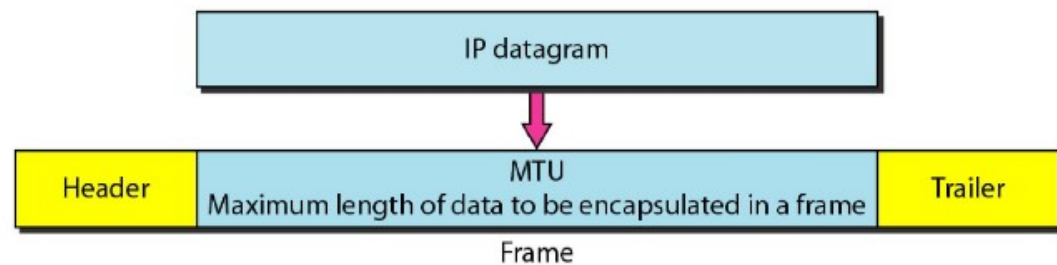 IP datagram
Header
MTU
Maximum length of data to be encapsulated in a frame
Trailer
Frame